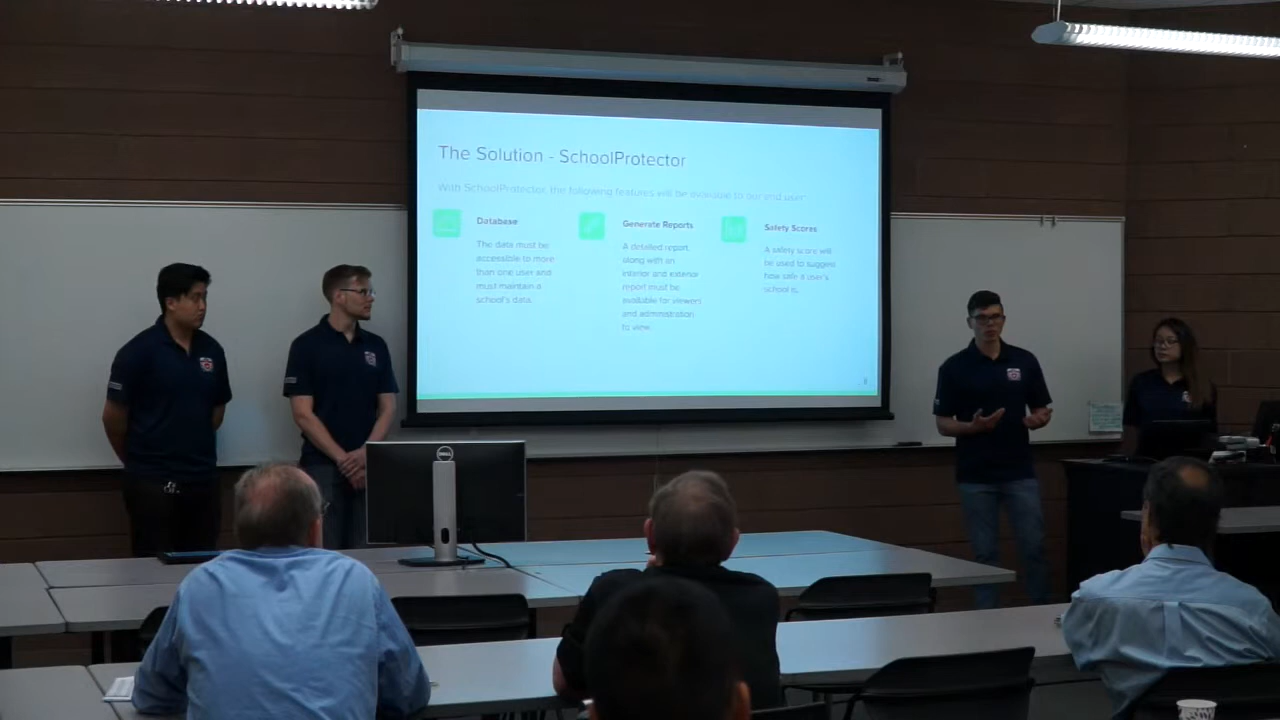 The Solution - SchoolProtector
With SchoolProtector, the following features will be available to our end user:
Database
The data must be
accessible to more
than one user and
must maintain a
school's data.
Generate Reports
A detailed report,
along with an
interior and exterior
report must be
available for viewers
and administration
to view.
Safety Scores
A safety score will
be used to suggest
how safe a user's
school is.
DELL